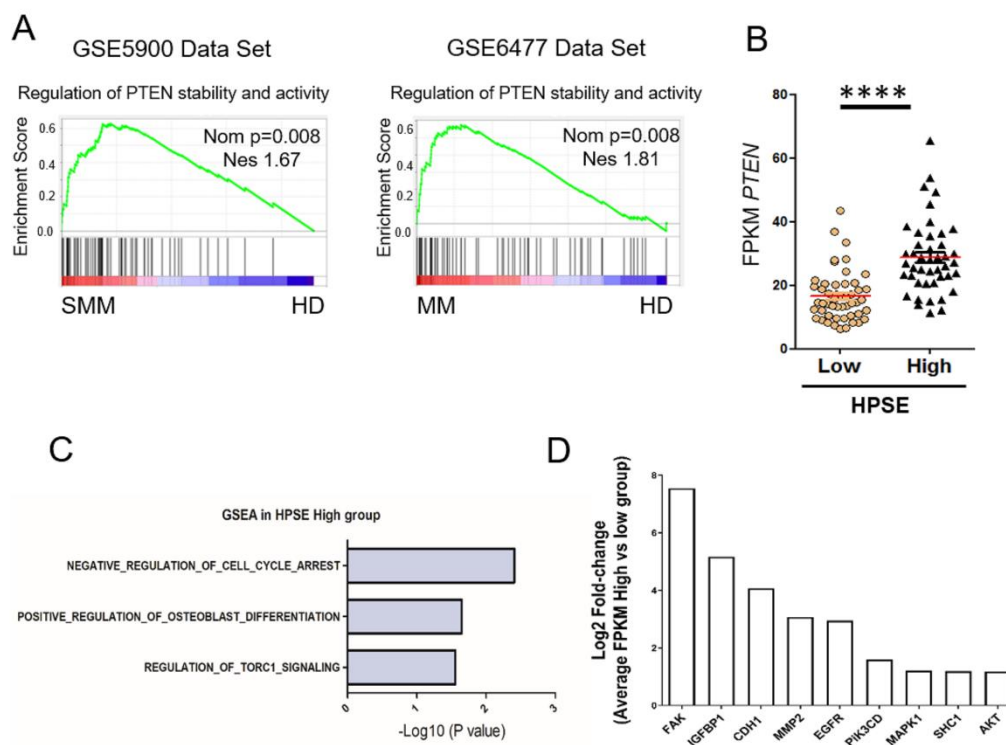 A
GSE5900 Data Set
Regulation of PTEN stability and activity
Enrichment Score
0.6
0.4
0.2
0.0
Nom p=0.008
Nes 1.67
SMM HD
GSE6477 Data Set
Regulation of PTEN stability and activity
Enrichment Score
0.6
0.4
0.2
0.0
Nom p=0.008
Nes 1.81
MM HD
B
****
FPKM PTEN
80
60
40
20
0
Low High
HPSE
C
GSEA in HPSE High group
NEGATIVE_REGULATION_OF_CELL_CYCLE_ARREST
POSITIVE_REGULATION_OF_OSTEOBLAST_DIFFERENTIATION
REGULATION_OF_TORC1_SIGNALING
0 1 2 3
-Log10 (P value)
D
Log2 Fold-change
(Average FPKM High vs low group)
8
6
4
2
0
FAK IGFBP1 CDH1 MMP2 EGFR PIK3CD MAPK1 SHC1 AKT